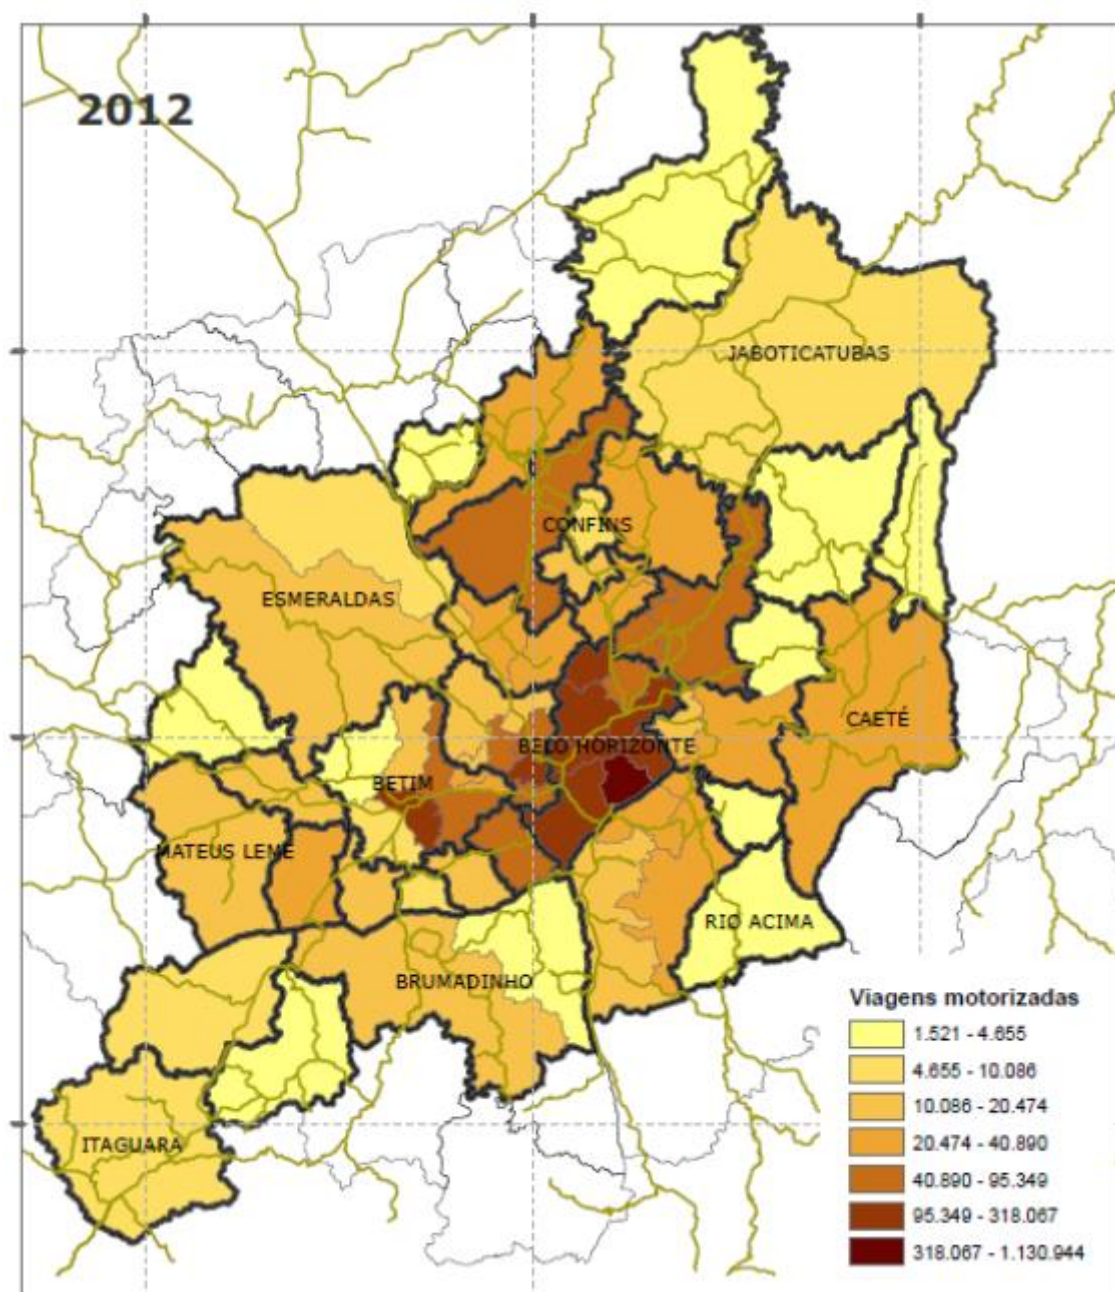 2012
JABOTICATUBAS
CONFINS
ESMERALDAS
CAETÉ
BELO HORIZONTE
BETIM
MATEUS LEME
RIO ACIMA
BRUMADINHO
ITAGUARA
Viagens motorizadas
1.521 - 4.655
4.655 - 10.086
10.086 - 20.474
20.474 - 40.890
40.890 - 95.349
95.349 - 318.067
318.067 - 1.130.944